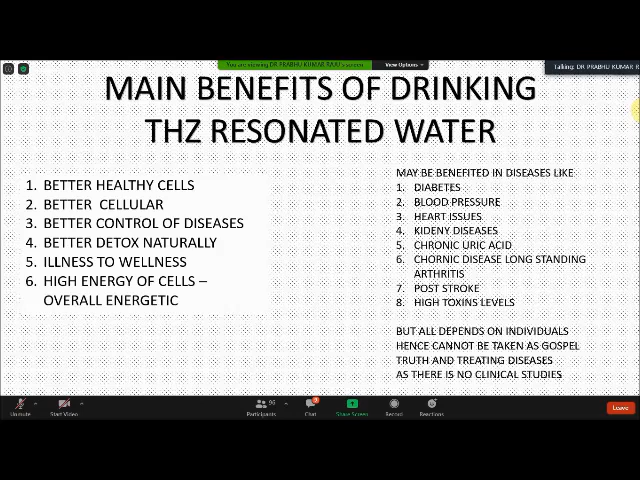 You are viewing DR PRABHU KUMAR RAJU's screen
View Options
Talking: DR PRABHU KUMAR R
MAIN BENEFITS OF DRINKING
THZ RESONATED WATER
1. BETTER HEALTHY CELLS
2. BETTER CELLULAR
3. BETTER CONTROL OF DISEASES
4. BETTER DETOX NATURALLY
5. ILLNESS TO WELLNESS
6. HIGH ENERGY OF CELLS –
OVERALL ENERGETIC
MAY BE BENEFITED IN DISEASES LIKE
1. DIABETES
2. BLOOD PRESSURE
3. HEART ISSUES
4. KIDENY DISEASES
5. CHRONIC URIC ACID
6. CHORNIC DISEASE LONG STANDING
ARTHRITIS
7. POST STROKE
8. HIGH TOXINS LEVELS
BUT ALL DEPENDS ON INDIVIDUALS
HENCE CANNOT BE TAKEN AS GOSPEL
TRUTH AND TREATING DISEASES
AS THERE IS NO CLINICAL STUDIES
Unmute
Start Video
96
Participants
Chat
Share Screen
Record
Reactions
Leave